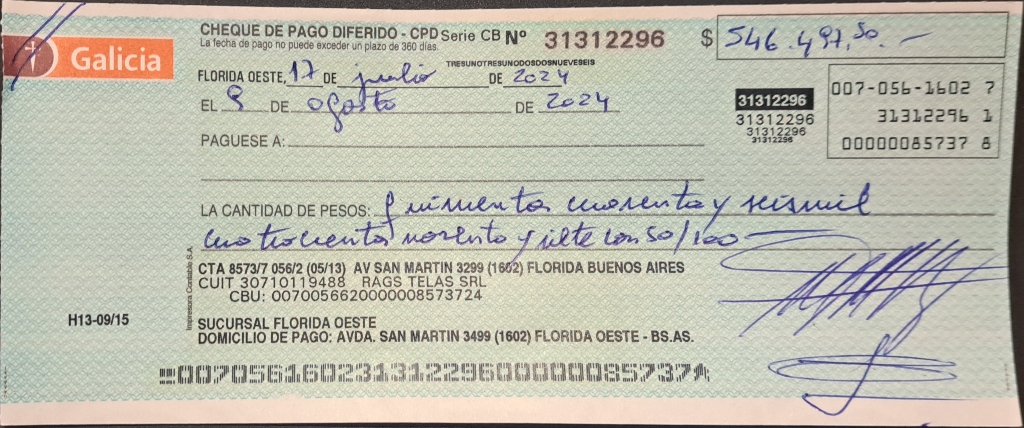 Galicia
CHEQUE DE PAGO DIFERIDO - CPD Serie CB Nº 31312296 $ 546.497,50.-
La fecha de pago no puede exceder un plazo de 360 días.
TRESUNOTRESUNODOSDOSNUEVESEIS
FLORIDA OESTE, 17 DE julio DE 2024
EL 9 DE agosto DE 2024
31312296
31312296
31312296
31312296
007-056-1602 7
31312296 1
00000085737 8
PAGUESE A:
LA CANTIDAD DE PESOS: quinientos cuarenta y seis mil
cuatrocientos noventa y siete con 50/100
CTA 8573/7 056/2 (05/13) AV SAN MARTIN 3299 (1602) FLORIDA BUENOS AIRES
CUIT 30710119488 RAGS TELAS SRL
CBU: 0070056620000008573724
Impresora Contable S.A
H13-09/15
SUCURSAL FLORIDA OESTE
DOMICILIO DE PAGO: AVDA. SAN MARTIN 3499 (1602) FLORIDA OESTE - BS.AS.
00705616023131229600000085737